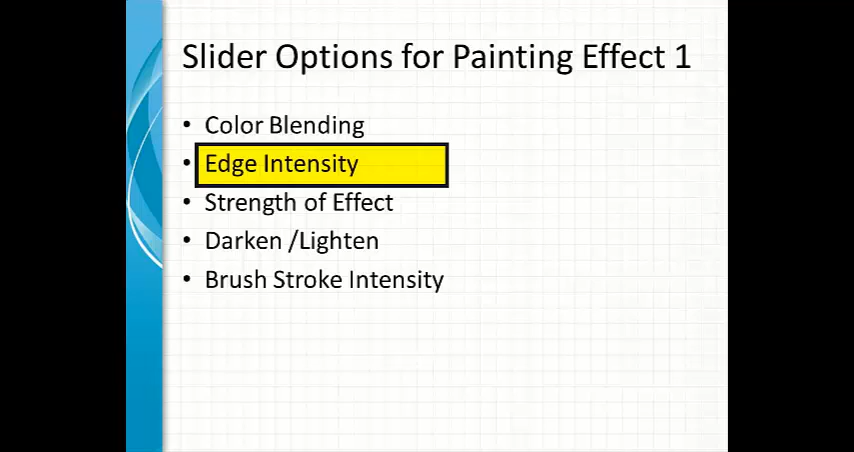 Slider Options for Painting Effect 1
• Color Blending
• Edge Intensity
• Strength of Effect
• Darken /Lighten
• Brush Stroke Intensity